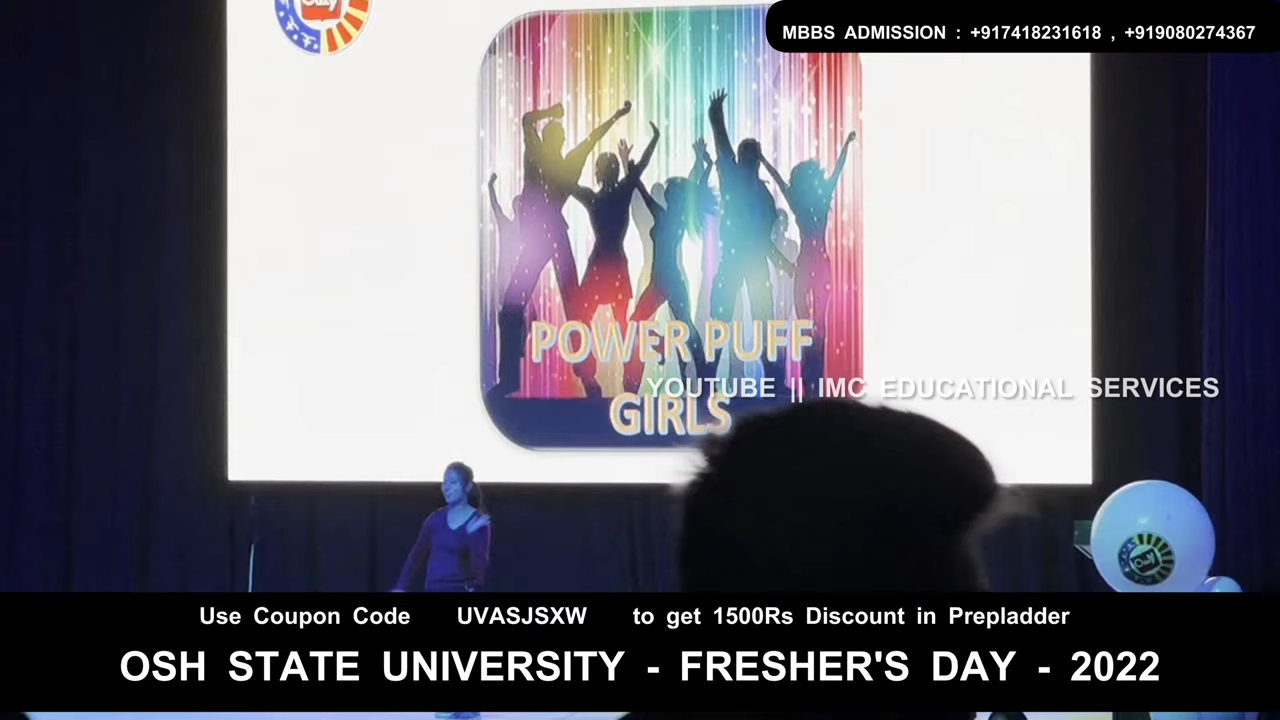 MBBS ADMISSION : +917418231618 , +919080274367
POWER PUFF
YOUTUBE || IMC EDUCATIONAL SERVICES
GIRLS
Use Coupon Code UVASJSXW to get 1500Rs Discount in Prepladder
OSH STATE UNIVERSITY - FRESHER'S DAY - 2022